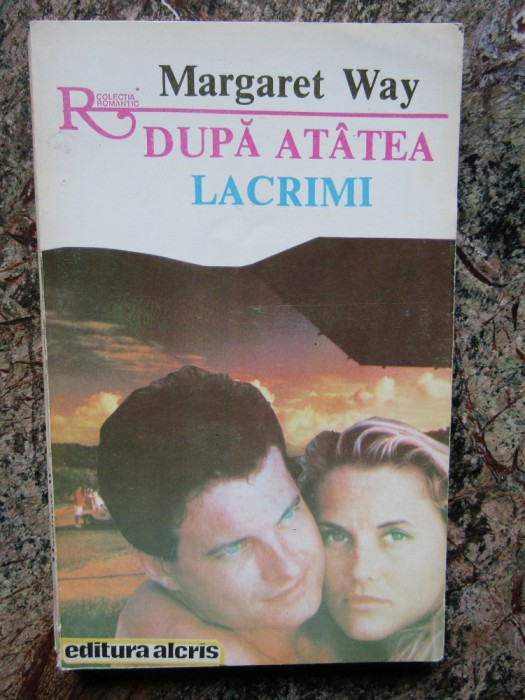 Margaret Way
R COLECȚIA
ROMANTIC
DUPĂ ATÂTEA
LACRIMI
editura alcris